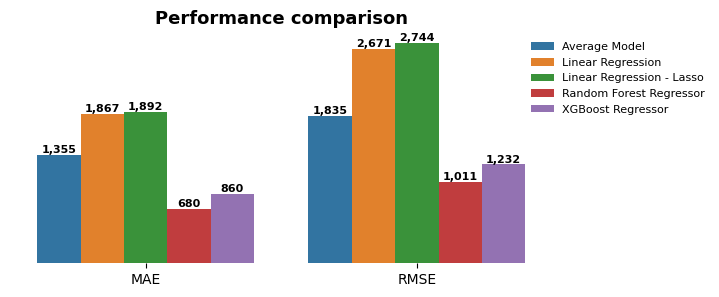 Performance comparison
2,671
2,744
1,867
1,892
1,835
1,355
680
860
1,011
1,232
MAE
RMSE
Average Model
Linear Regression
Linear Regression - Lasso
Random Forest Regressor
XGBoost Regressor